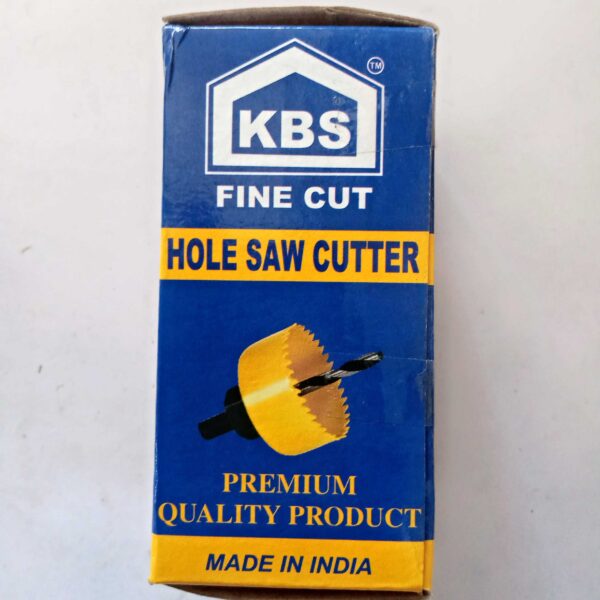 TM
KBS
FINE CUT
HOLE SAW CUTTER
PREMIUM
QUALITY PRODUCT
MADE IN INDIA